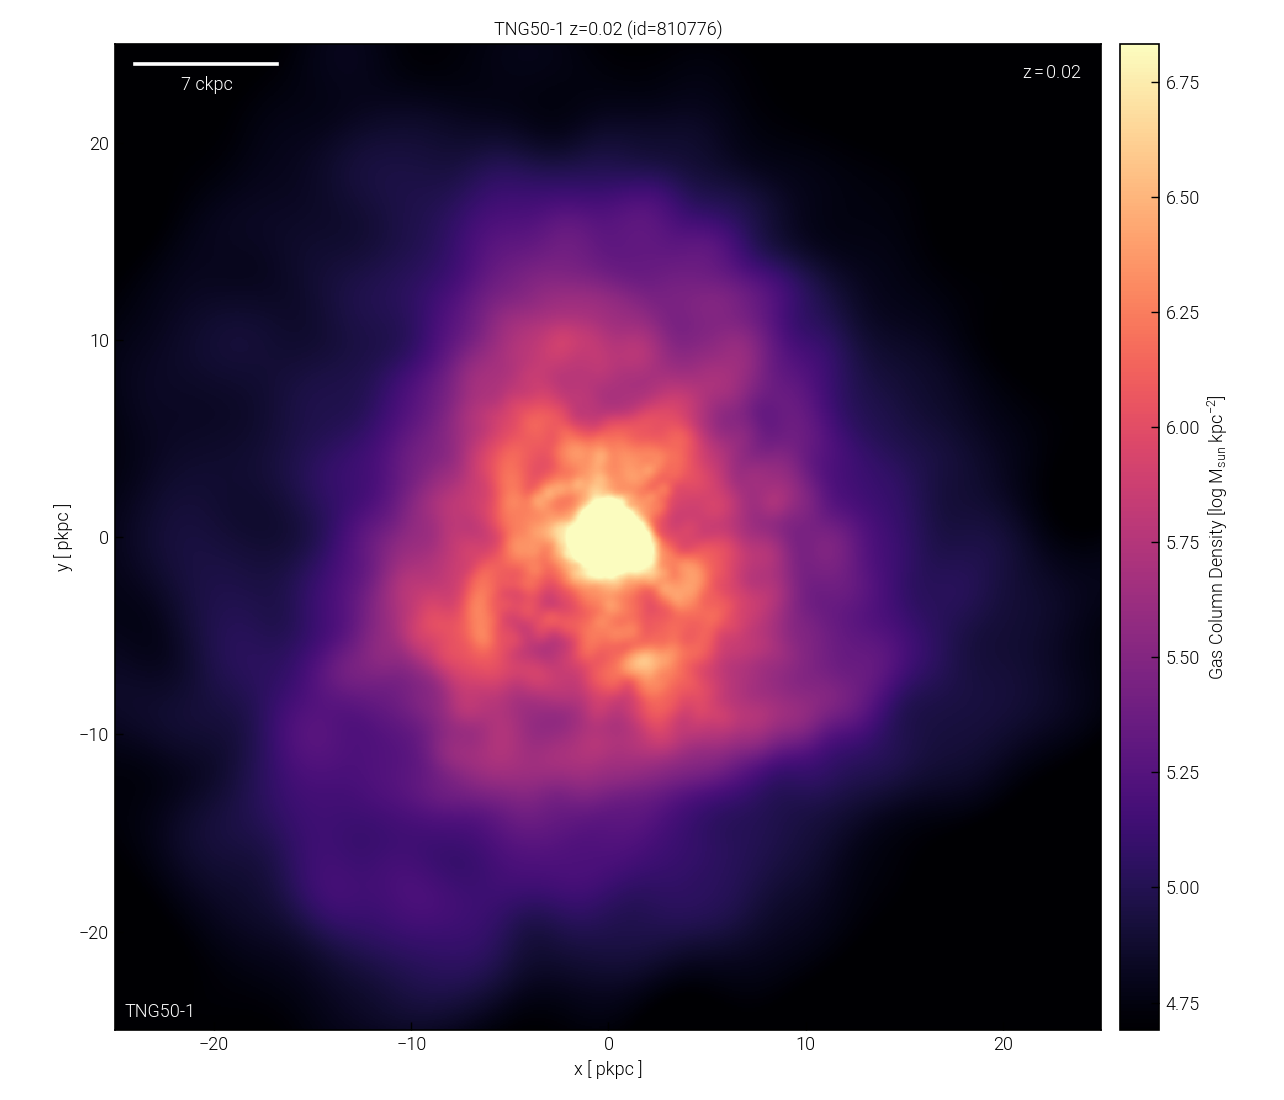 TNG50-1 z=0.02 (id=810776)
7 ckpc
z=0.02
TNG50-1
20
10
0
−10
−20
y [ pkpc ]
−20
−10
0
10
20
x [ pkpc ]
6.75
6.50
6.25
6.00
5.75
5.50
5.25
5.00
4.75
Gas Column Density [log M_sun kpc⁻²]